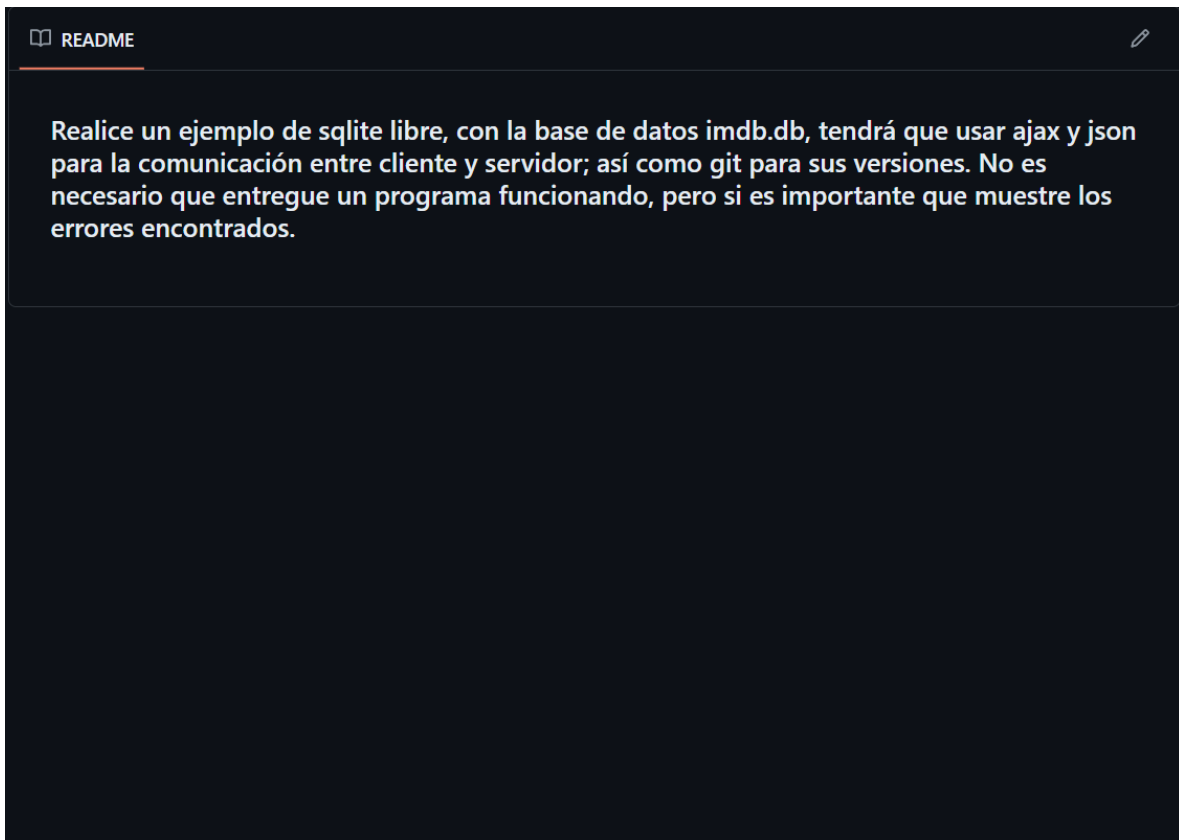 README
Realice un ejemplo de sqlite libre, con la base de datos imdb.db, tendrá que usar ajax y json
para la comunicación entre cliente y servidor; así como git para sus versiones. No es
necesario que entregue un programa funcionando, pero si es importante que muestre los
errores encontrados.